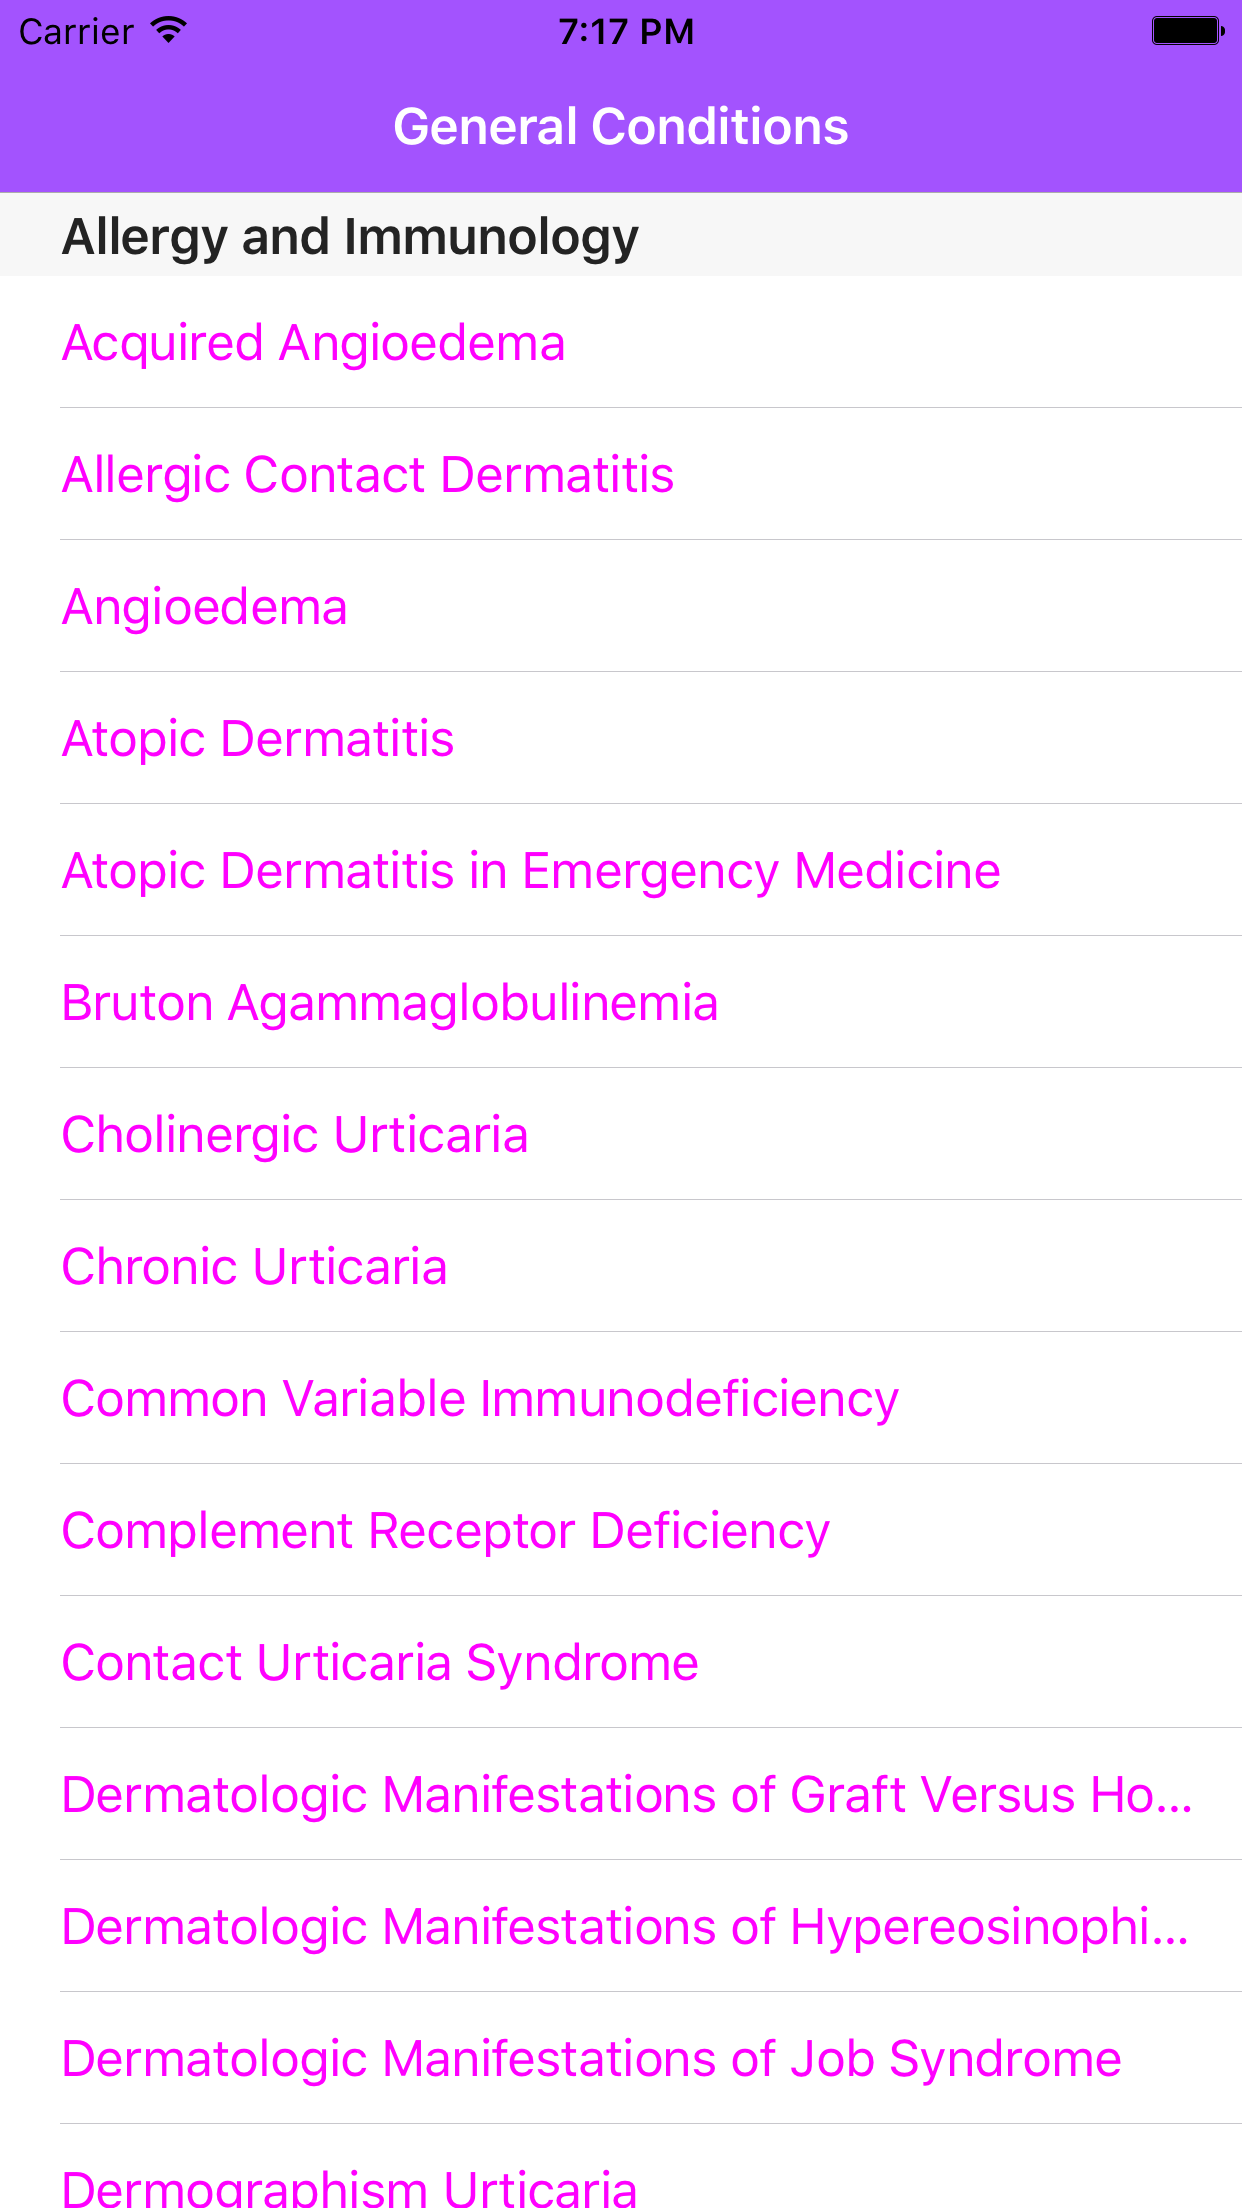 Carrier 7:17 PM
General Conditions
Allergy and Immunology
Acquired Angioedema
Allergic Contact Dermatitis
Angioedema
Atopic Dermatitis
Atopic Dermatitis in Emergency Medicine
Bruton Agammaglobulinemia
Cholinergic Urticaria
Chronic Urticaria
Common Variable Immunodeficiency
Complement Receptor Deficiency
Contact Urticaria Syndrome
Dermatologic Manifestations of Graft Versus Ho...
Dermatologic Manifestations of Hypereosinophi...
Dermatologic Manifestations of Job Syndrome
Dermographism Urticaria